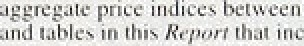 aggregate price indices between
and tables in this Report that inc